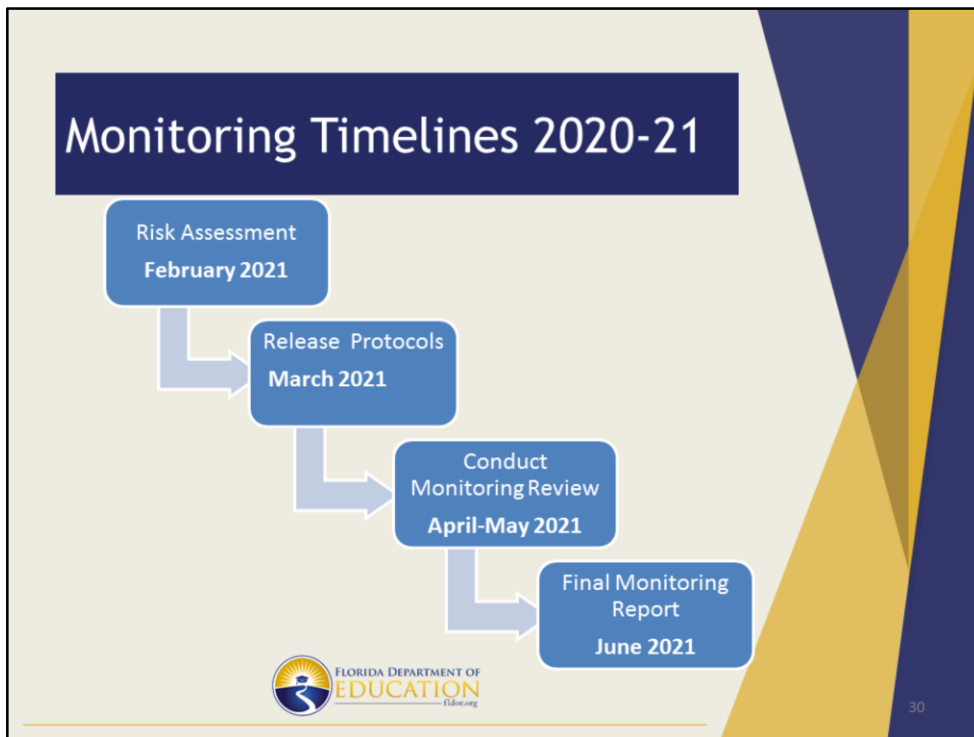 Monitoring Timelines 2020-21
Risk Assessment
February 2021
Release Protocols
March 2021
Conduct
Monitoring Review
April-May 2021
Final Monitoring
Report
June 2021
FLORIDA DEPARTMENT OF
EDUCATION
fldoe.org
30